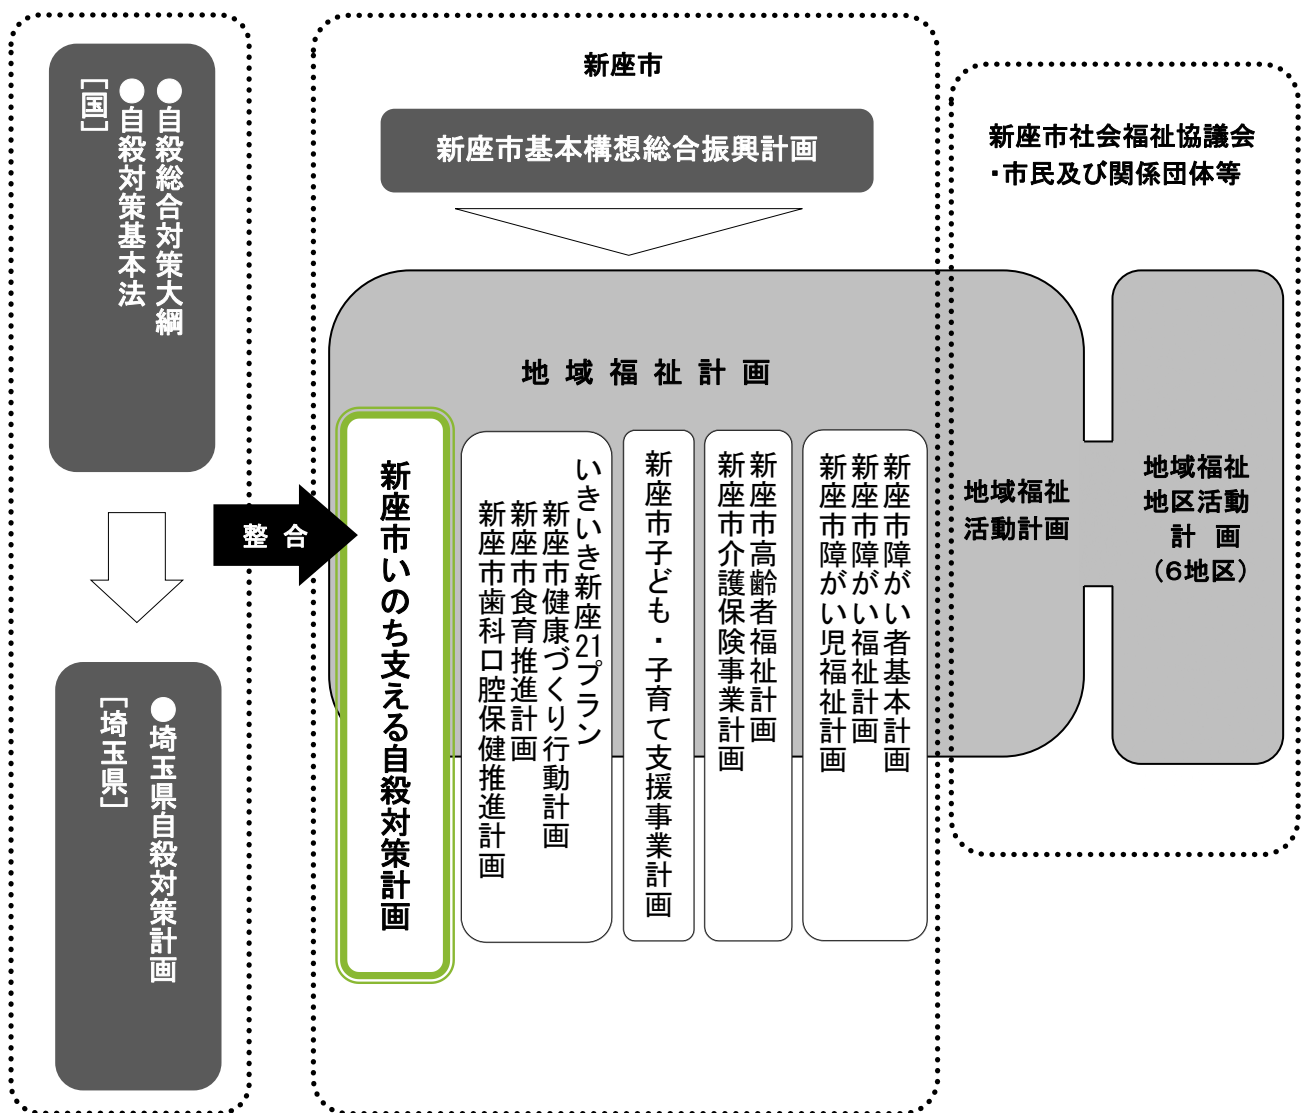 ●自殺総合対策大綱
●自殺対策基本法
［国］
●埼玉県自殺対策計画
［埼玉県］
整 合
新座市
新座市基本構想総合振興計画
地 域 福 祉 計 画
新座市いのち支える自殺対策計画
いきいき新座21プラン
新座市健康づくり行動計画
新座市食育推進計画
新座市歯科口腔保健推進計画
新座市子ども・子育て支援事業計画
新座市高齢者福祉計画
新座市介護保険事業計画
新座市障がい者基本計画
新座市障がい福祉計画
新座市障がい児福祉計画
新座市社会福祉協議会
・市民及び関係団体等
地域福祉
活動計画
地域福祉
地区活動
計 画
（6地区）